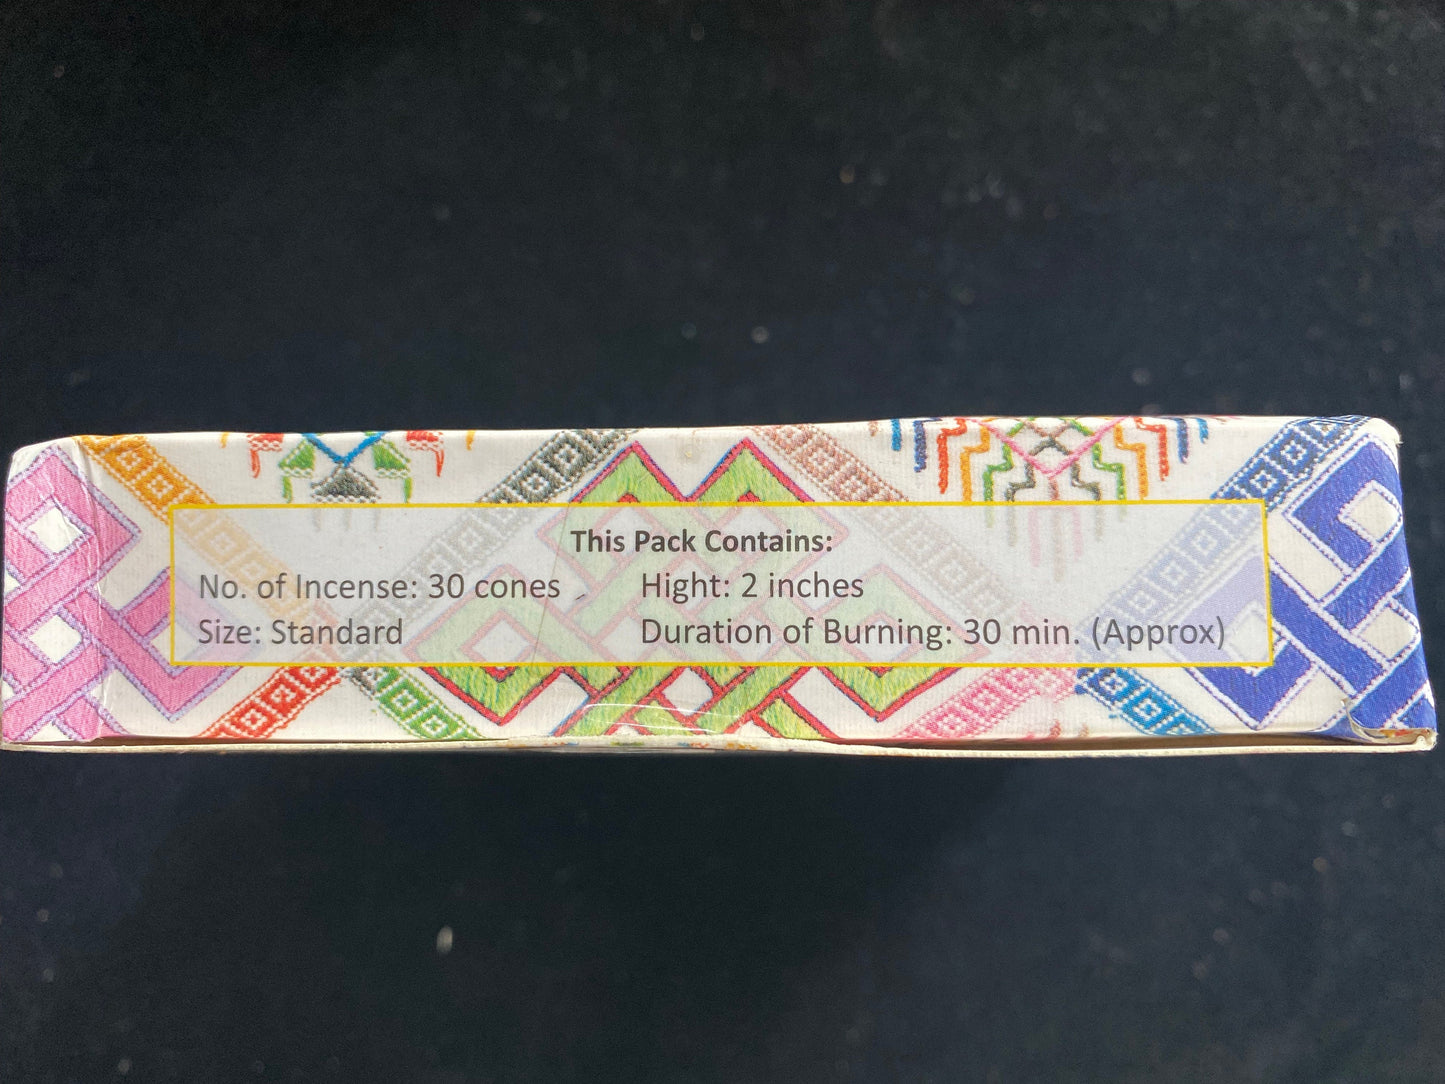 This Pack Contains:
No. of Incense: 30 cones Hight: 2 inches
Size: Standard Duration of Burning: 30 min. (Approx)